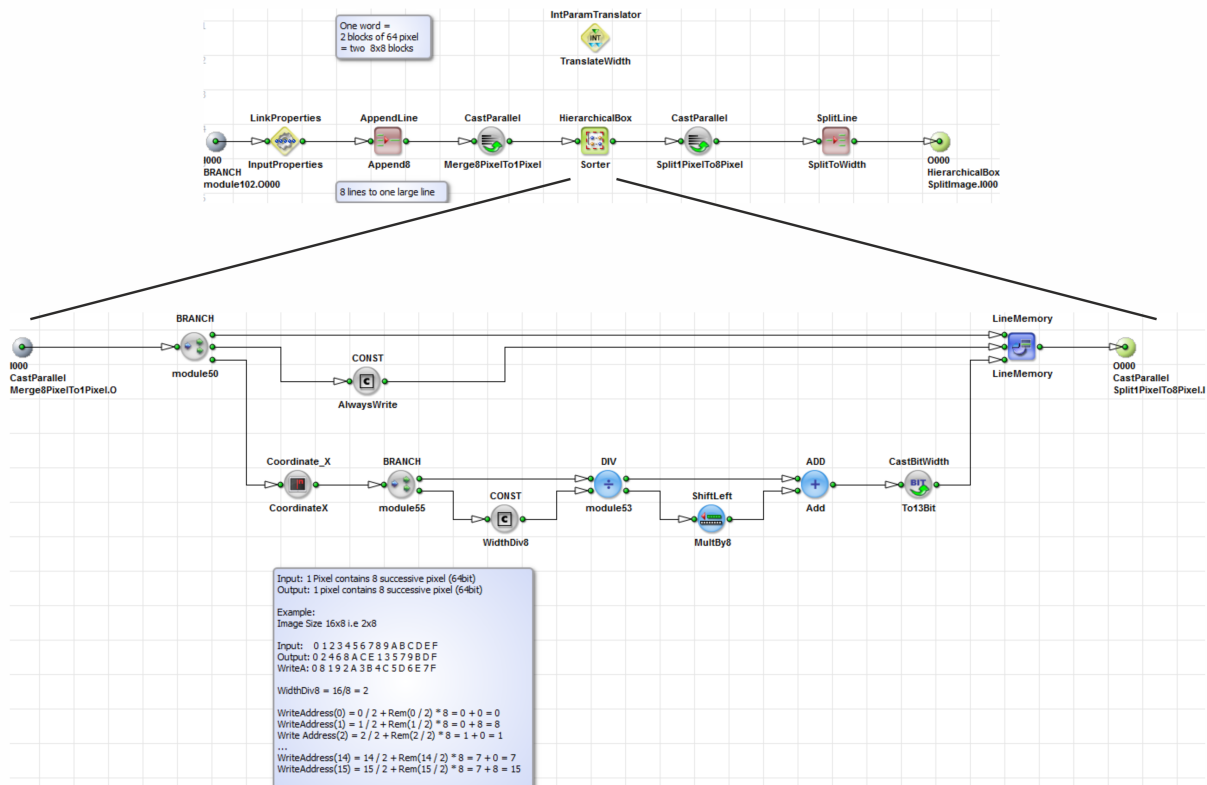 IntParamTranslator
One word =
2 blocks of 64 pixel
= two 8x8 blocks
INT
TranslateWidth
LinkProperties
AppendLine
CastParallel
HierarchicalBox
CastParallel
SplitLine
I000
BRANCH
module102.O000
InputProperties
Append8
Merge8PixelTo1Pixel
Sorter
Split1PixelTo8Pixel
SplitToWidth
O000
HierarchicalBox
SplitImage.I000
8 lines to one large line
BRANCH
LineMemory
I000
CastParallel
Merge8PixelTo1Pixel.O
module50
CONST
C
AlwaysWrite
LineMemory
O000
CastParallel
Split1PixelTo8Pixel.I
Coordinate_X
BRANCH
DIV
ADD
CastBitWidth
÷
+
BIT
CoordinateX
module55
CONST
C
WidthDiv8
module53
ShiftLeft
MultBy8
Add
To13Bit
Input: 1 Pixel contains 8 successive pixel (64bit)
Output: 1 pixel contains 8 successive pixel (64bit)
Example:
Image Size 16x8 i.e 2x8
Input: 0 1 2 3 4 5 6 7 8 9 A B C D E F
Output: 0 2 4 6 8 A C E 1 3 5 7 9 B D F
WriteA: 0 8 1 9 2 A 3 B 4 C 5 D 6 E 7 F
WidthDiv8 = 16/8 = 2
WriteAddress(0) = 0 / 2 + Rem(0 / 2) * 8 = 0 + 0 = 0
WriteAddress(1) = 1 / 2 + Rem(1 / 2) * 8 = 0 + 8 = 8
Write Address(2) = 2 / 2 + Rem(2 / 2) * 8 = 1 + 0 = 1
...
WriteAddress(14) = 14 / 2 + Rem(14 / 2) * 8 = 7 + 0 = 7
WriteAddress(15) = 15 / 2 + Rem(15 / 2) * 8 = 7 + 8 = 15